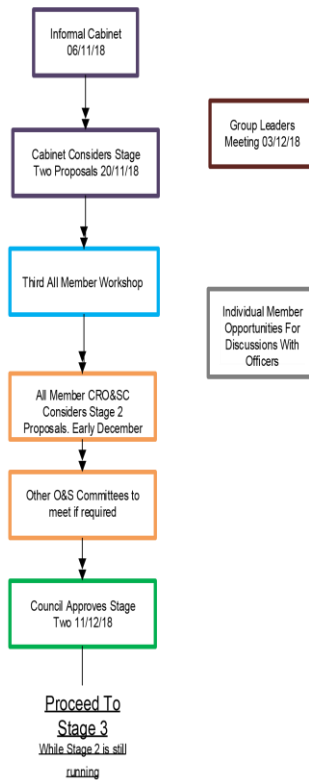 Informal Cabinet
06/11/18
Cabinet Considers Stage
Two Proposals 20/11/18
Third All Member Workshop
All Member CRO&SC
Considers Stage 2
Proposals. Early December
Other O&S Committees to
meet if required
Council Approves Stage
Two 11/12/18
Proceed To
Stage 3
While Stage 2 is still
running
Group Leaders
Meeting 03/12/18
Individual Member
Opportunities For
Discussions With
Officers